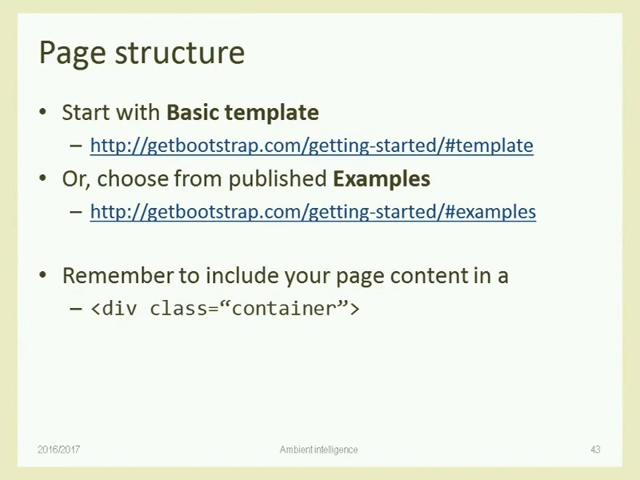 Page structure
• Start with Basic template
– http://getbootstrap.com/getting-started/#template
• Or, choose from published Examples
– http://getbootstrap.com/getting-started/#examples
• Remember to include your page content in a
– <div class=“container”>
2016/2017 Ambient intelligence 43